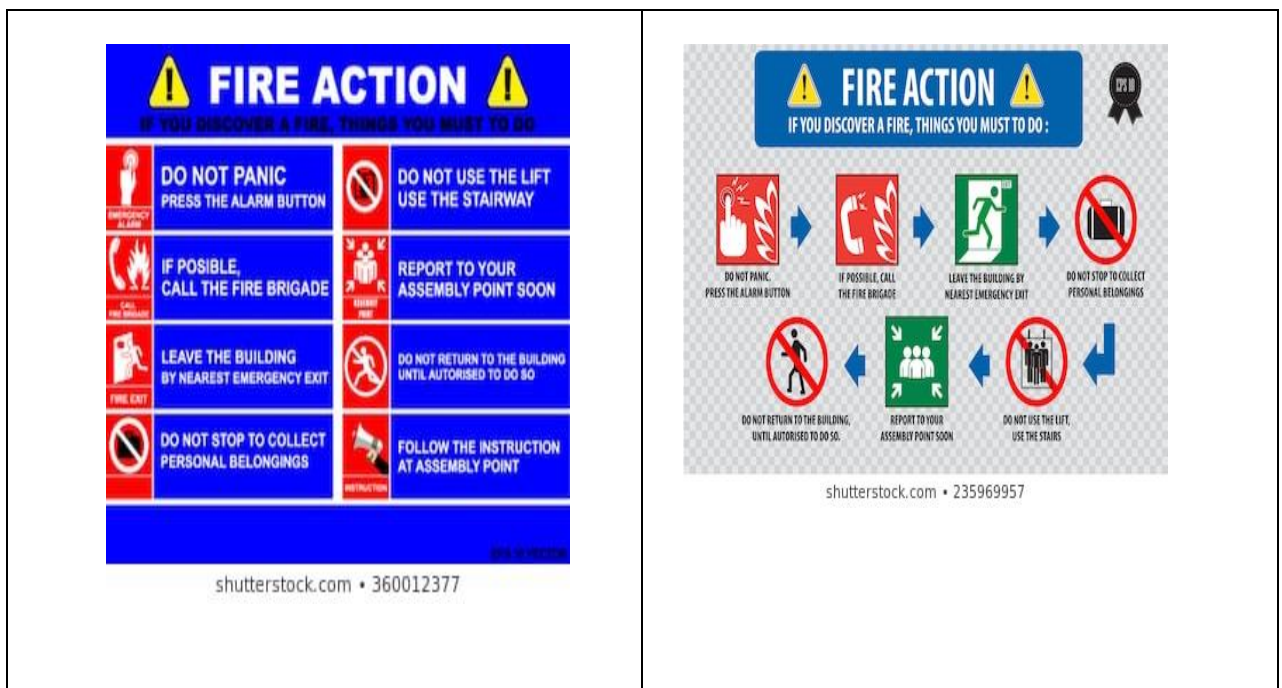 FIRE ACTION
IF YOU DISCOVER A FIRE, THINGS YOU MUST TO DO
EMERGENCY
ALARM
DO NOT PANIC
PRESS THE ALARM BUTTON
CALL
FIRE BRIGADE
IF POSIBLE,
CALL THE FIRE BRIGADE
FIRE EXIT
LEAVE THE BUILDING
BY NEAREST EMERGENCY EXIT
DO NOT STOP TO COLLECT
PERSONAL BELONGINGS
DO NOT USE THE LIFT
USE THE STAIRWAY
ASSEMBLY
POINT
REPORT TO YOUR
ASSEMBLY POINT SOON
DO NOT RETURN TO THE BUILDING
UNTIL AUTORISED TO DO SO
INSTRUCTION
FOLLOW THE INSTRUCTION
AT ASSEMBLY POINT
shutterstock.com • 360012377
FIRE ACTION
IF YOU DISCOVER A FIRE, THINGS YOU MUST TO DO :
EPS 10
DO NOT PANIC.
PRESS THE ALARM BUTTON
IF POSSIBLE, CALL
THE FIRE BRIGADE
EXIT
LEAVE THE BUILDING BY
NEAREST EMERGENCY EXIT
DO NOT STOP TO COLLECT
PERSONAL BELONGINGS
DO NOT USE THE LIFT,
USE THE STAIRS
REPORT TO YOUR
ASSEMBLY POINT SOON
DO NOT RETURN TO THE BUILDING,
UNTIL AUTORISED TO DO SO.
shutterstock.com • 235969957